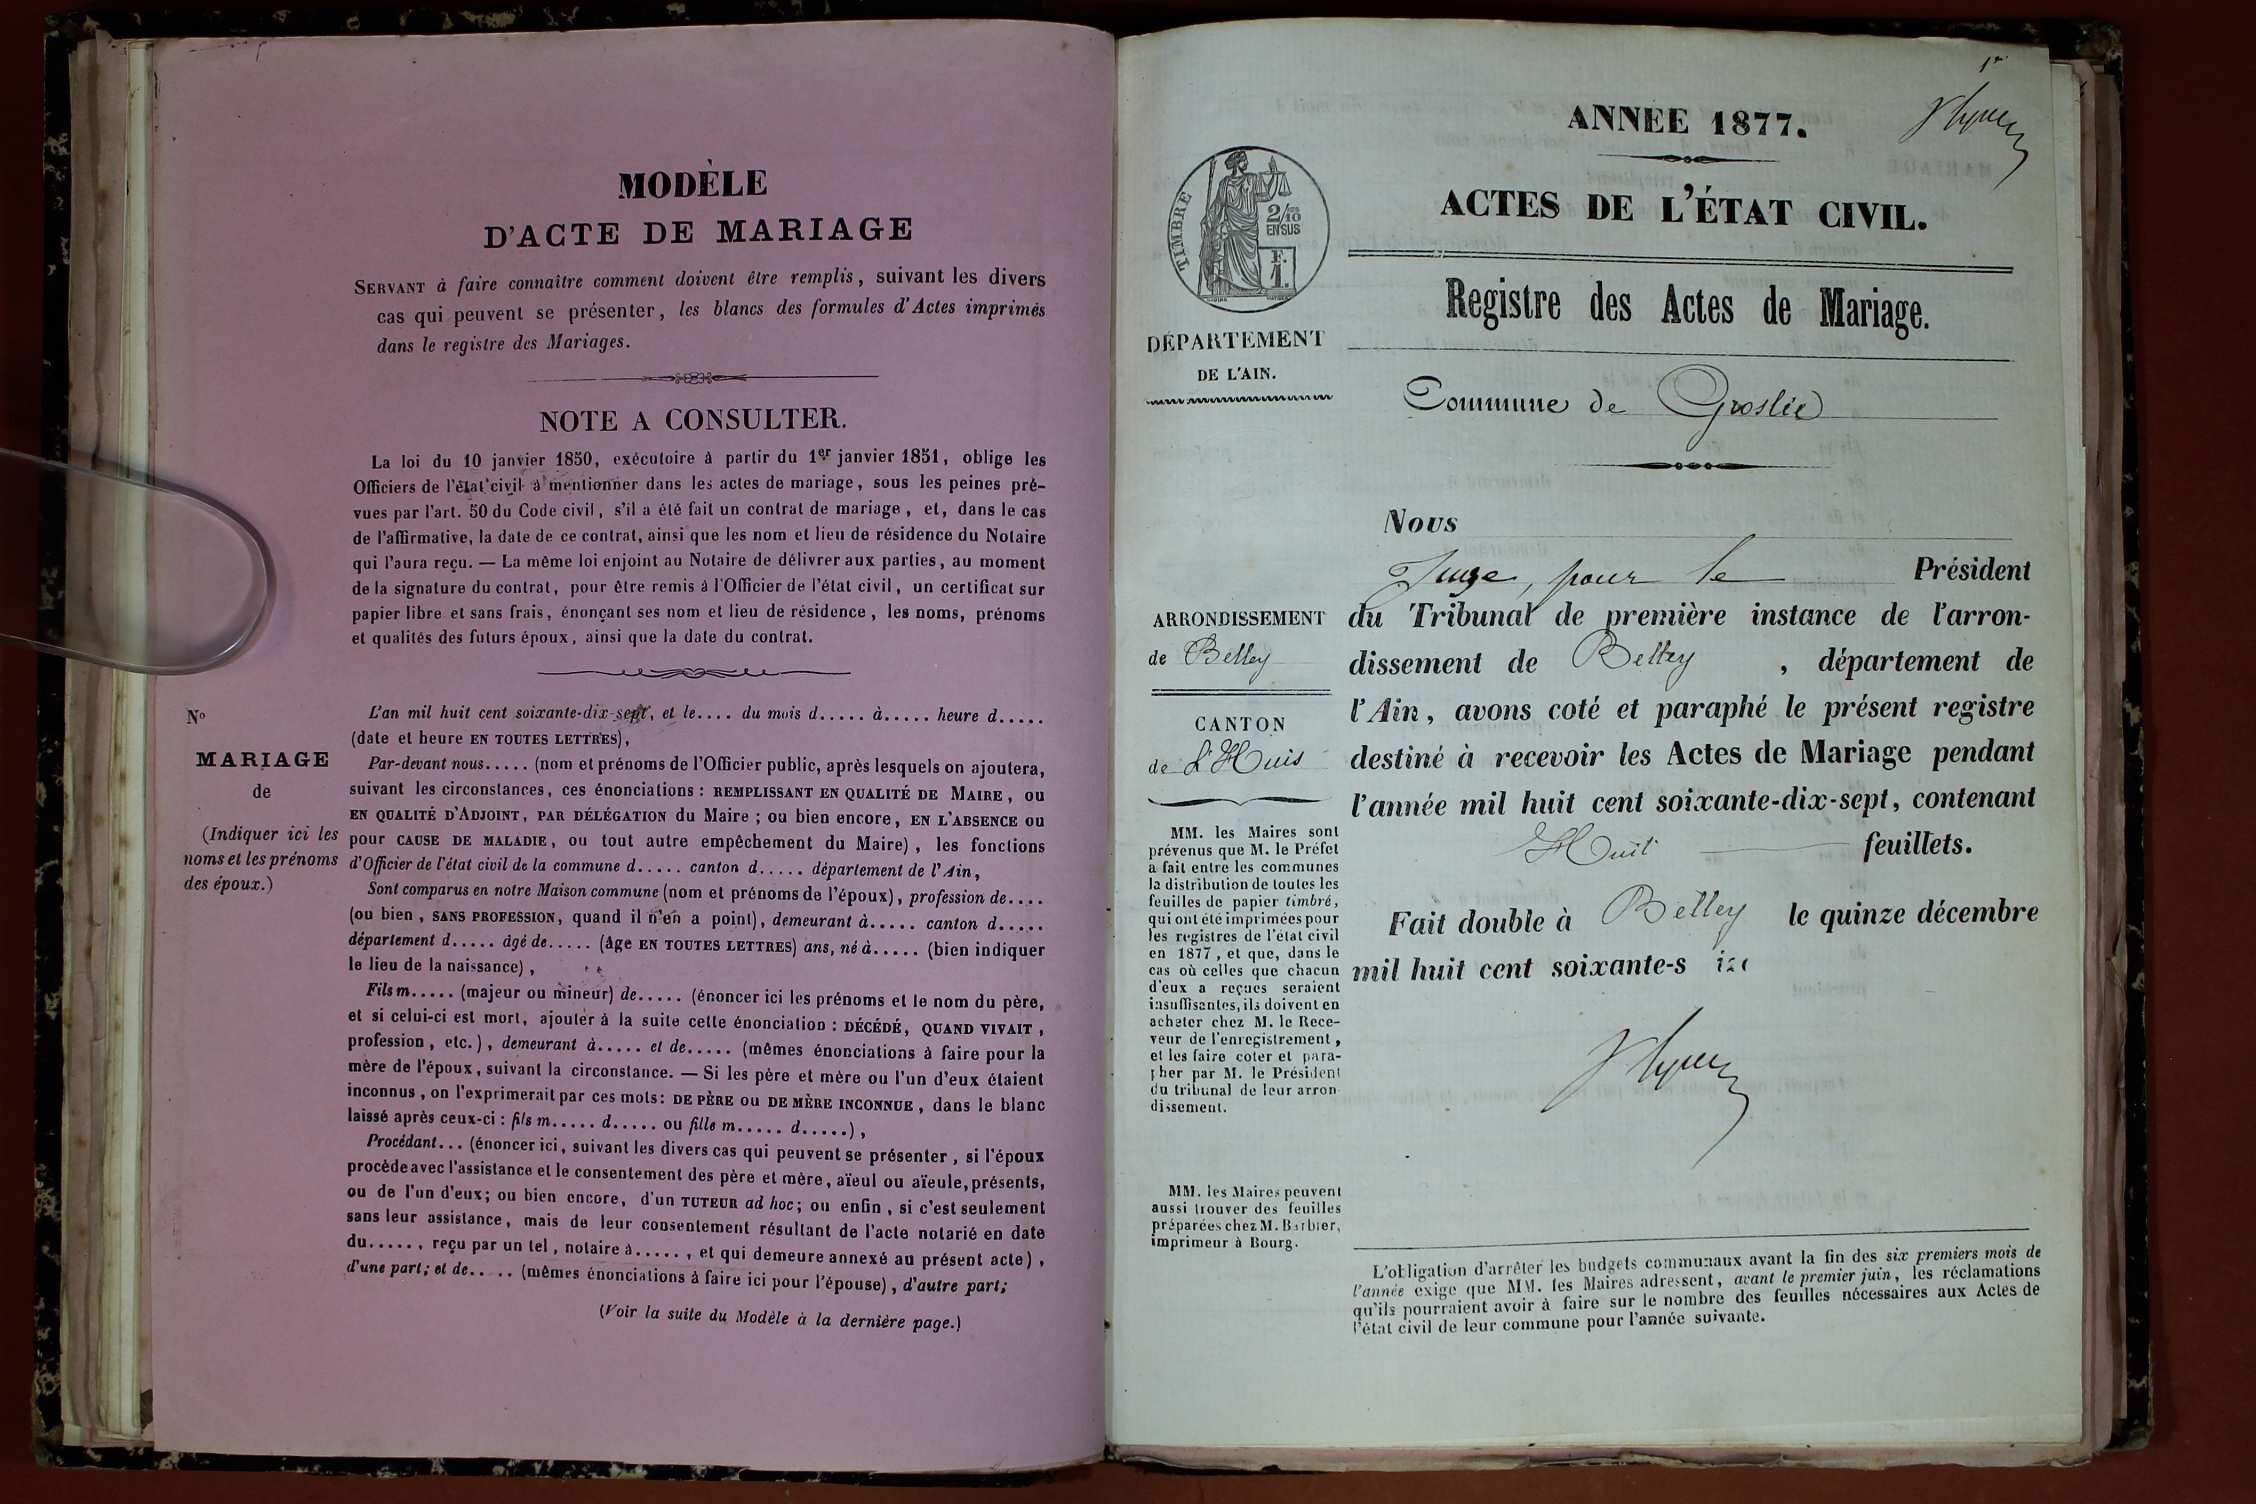 MODÈLE
D'ACTE DE MARIAGE
SERVANT à faire connaître comment doivent être remplis, suivant les divers
cas qui peuvent se présenter, les blancs des formules d'Actes imprimés
dans le registre des Mariages.
NOTE A CONSULTER.
La loi du 10 janvier 1850, exécutoire à partir du 1er janvier 1851, oblige les
Officiers de l'état civil à mentionner dans les actes de mariage, sous les peines pré-
vues par l'art. 50 du Code civil, s'il a été fait un contrat de mariage, et, dans le cas
de l'affirmative, la date de ce contrat, ainsi que les nom et lieu de résidence du Notaire
qui l'aura reçu. — La même loi enjoint au Notaire de délivrer aux parties, au moment
de la signature du contrat, pour être remis à l'Officier de l'état civil, un certificat sur
papier libre et sans frais, énonçant ses nom et lieu de résidence, les noms, prénoms
et qualités des futurs époux, ainsi que la date du contrat.
No
MARIAGE
de
(Indiquer ici les
noms et les prénoms
des époux.)
L'an mil huit cent soixante-dix-sept, et le.... du mois d..... à..... heure d.....
(date et heure EN TOUTES LETTRES),
Par-devant nous..... (nom et prénoms de l'Officier public, après lesquels on ajoutera,
suivant les circonstances, ces énonciations : REMPLISSANT EN QUALITÉ DE MAIRE, ou
EN QUALITÉ D'ADJOINT, PAR DÉLÉGATION du Maire ; ou bien encore, EN L'ABSENCE ou
pour CAUSE DE MALADIE, ou tout autre empêchement du Maire), les fonctions
d'Officier de l'état civil de la commune d..... canton d..... département de l'Ain,
Sont comparus en notre Maison commune (nom et prénoms de l'époux), profession de....
(ou bien, SANS PROFESSION, quand il n'en a point), demeurant à..... canton d.....
département d..... âgé de..... (âge EN TOUTES LETTRES) ans, né à..... (bien indiquer
le lieu de la naissance),
Fils m..... (majeur ou mineur) de..... (énoncer ici les prénoms et le nom du père,
et si celui-ci est mort, ajouter à la suite cette énonciation : DÉCÉDÉ, QUAND VIVAIT,
profession, etc.), demeurant à..... et de..... (mêmes énonciations à faire pour la
mère de l'époux, suivant la circonstance. — Si les père et mère ou l'un d'eux étaient
inconnus, on l'exprimerait par ces mots : DE PÈRE ou DE MÈRE INCONNUE, dans le blanc
laissé après ceux-ci : fils m..... d..... ou fille m..... d.....),
Procédant... (énoncer ici, suivant les divers cas qui peuvent se présenter, si l'époux
procède avec l'assistance et le consentement des père et mère, aïeul ou aïeule, présents,
ou de l'un d'eux; ou bien encore, d'un TUTEUR ad hoc; ou enfin, si c'est seulement
sans leur assistance, mais de leur consentement résultant de l'acte notarié en date
du....., reçu par un tel, notaire à....., et qui demeure annexé au présent acte),
d'une part; et de..... (mêmes énonciations à faire ici pour l'épouse), d'autre part;
(Voir la suite du Modèle à la dernière page.)
1er
ANNÉE 1877.
TIMBRE
2/10 EN SUS
F. 1.
ACTES DE L'ÉTAT CIVIL.
Registre des Actes de Mariage.
DÉPARTEMENT
DE L'AIN.
Commune de Groslée
ARRONDISSEMENT
de Belley
CANTON
de L'Huis
MM. les Maires sont
prévenus que M. le Préfet
a fait entre les communes
la distribution de toutes les
feuilles de papier timbré,
qui ont été imprimées pour
les registres de l'état civil
en 1877, et que, dans le
cas où celles que chacun
d'eux a reçues seraient
insuffisantes, ils doivent en
acheter chez M. le Rece-
veur de l'enregistrement,
et les faire coter et para-
pher par M. le Président
du tribunal de leur arron-
dissement.
MM. les Maires peuvent
aussi trouver des feuilles
préparées chez M. Barbier,
imprimeur à Bourg.
Nous
Juge, pour le Président
du Tribunal de première instance de l'arron-
dissement de Belley, département de
l'Ain, avons coté et paraphé le présent registre
destiné à recevoir les Actes de Mariage pendant
l'année mil huit cent soixante-dix-sept, contenant
Huit feuillets.
Fait double à Belley le quinze décembre
mil huit cent soixante-s
L'obligation d'arrêter les budgets communaux avant la fin des six premiers mois de
l'année exige que MM. les Maires adressent, avant le premier juin, les réclamations
qu'ils pourraient avoir à faire sur le nombre des feuilles nécessaires aux Actes de
l'état civil de leur commune pour l'année suivante.